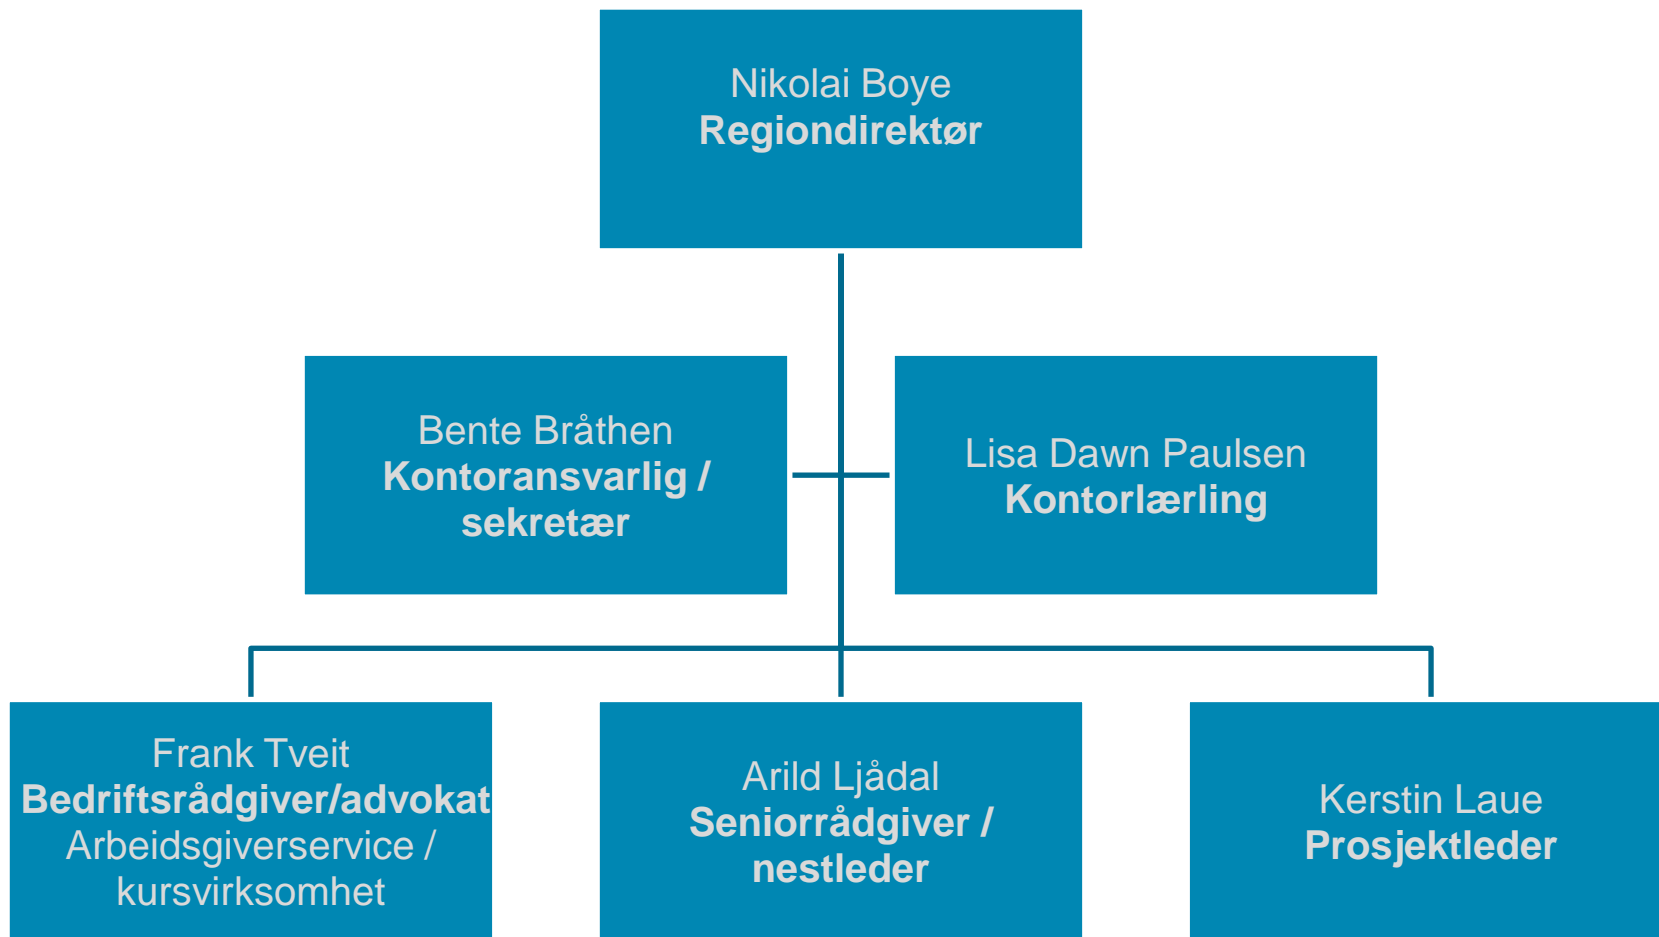 Nikolai Boye
Regiondirektør
Bente Bråthen
Kontoransvarlig /
sekretær
Lisa Dawn Paulsen
Kontorlærling
Frank Tveit
Bedriftsrådgiver/advokat
Arbeidsgiverservice /
kursvirksomhet
Arild Ljådal
Seniorrådgiver /
nestleder
Kerstin Laue
Prosjektleder